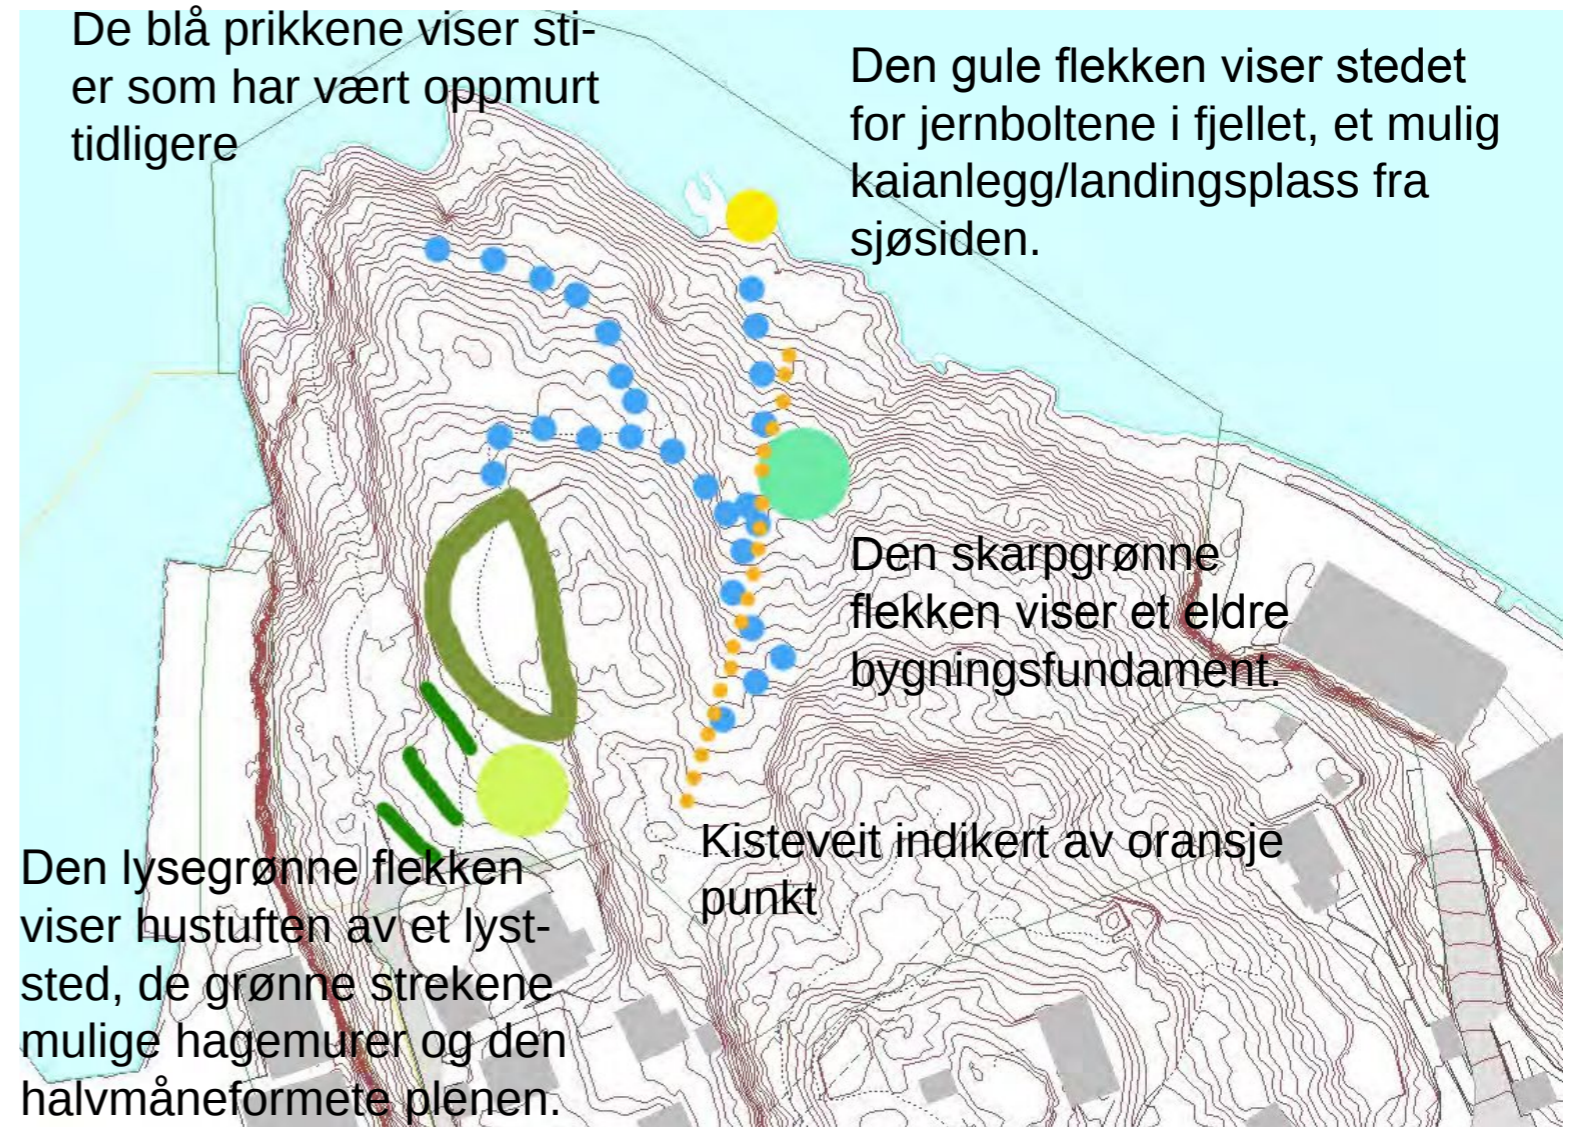 De blå prikkene viser sti-
er som har vært oppmurt
tidligere
Den gule flekken viser stedet
for jernboltene i fjellet, et mulig
kaianlegg/landingsplass fra
sjøsiden.
Den skarpgrønne
flekken viser et eldre
bygningsfundament.
Kisteveit indikert av oransje
punkt
Den lysegrønne flekken
viser hustuften av et lyst-
sted, de grønne strekene
mulige hagemurer og den
halvmåneformete plenen.